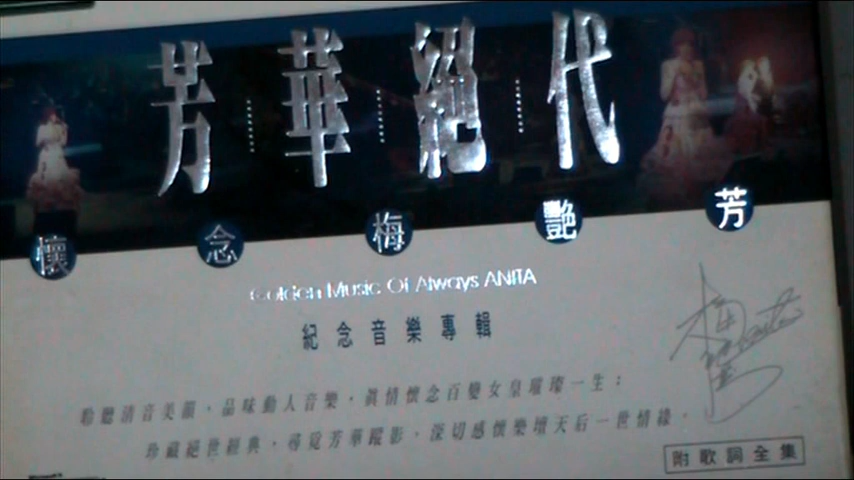 芳華絕代
懷念梅艷芳
Golden Music Of Always ANITA
紀念音樂專輯
聆聽清音美韻，品味動人音樂，眞情懷念百變女皇璀璨一生；
珍藏絕世經典，尋覓芳華蹤影，深切感懷樂壇天后一世情緣。
附歌詞全集